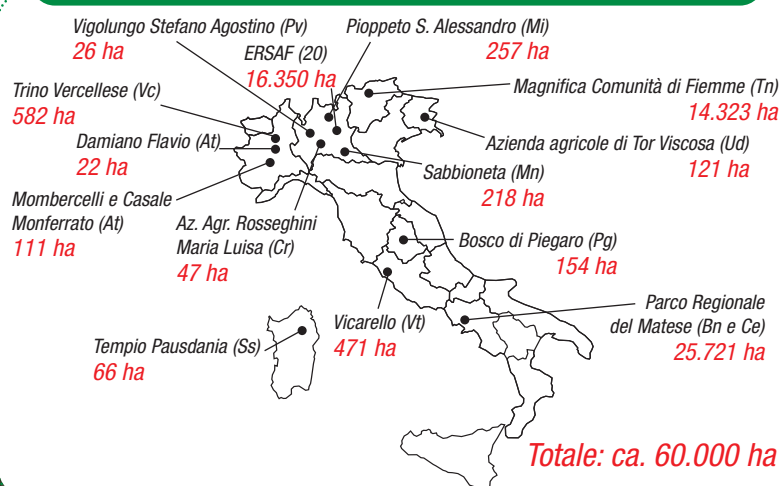 Vigolungo Stefano Agostino (Pv)
26 ha
Pioppeto S. Alessandro (Mi)
257 ha
ERSAF (20)
16.350 ha
Magnifica Comunità di Fiemme (Tn)
14.323 ha
Trino Vercellese (Vc)
582 ha
Azienda agricole di Tor Viscosa (Ud)
121 ha
Damiano Flavio (At)
22 ha
Sabbioneta (Mn)
218 ha
Mombercelli e Casale
Monferrato (At)
111 ha
Az. Agr. Rosseghini
Maria Luisa (Cr)
47 ha
Bosco di Piegaro (Pg)
154 ha
Vicarello (Vt)
471 ha
Parco Regionale
del Matese (Bn e Ce)
25.721 ha
Tempio Pausdania (Ss)
66 ha
Totale: ca. 60.000 ha